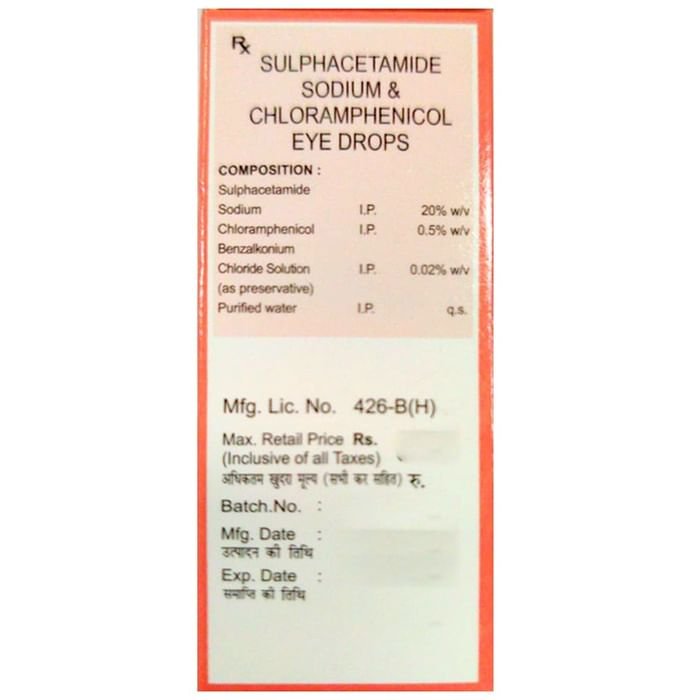 Rx
SULPHACETAMIDE
SODIUM &
CHLORAMPHENICOL
EYE DROPS
COMPOSITION :
Sulphacetamide
Sodium I.P. 20% w/v
Chloramphenicol I.P. 0.5% w/v
Benzalkonium
Chloride Solution I.P. 0.02% w/v
(as preservative)
Purified water I.P. q.s.
Mfg. Lic. No. 426-B(H)
Max. Retail Price Rs.
(Inclusive of all Taxes)
अधिकतम खुदरा मूल्य (सभी कर सहित) रु.
Batch.No. :
Mfg. Date :
उत्पादन की तिथि
Exp. Date :
समाप्ति की तिथि